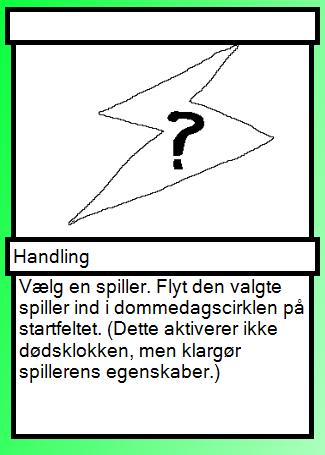 ?
Handling
Vælg en spiller. Flyt den valgte
spiller ind i dommedagscirklen på
startfeltet. (Dette aktiverer ikke
dødsklokken, men klargør
spillerens egenskaber.)